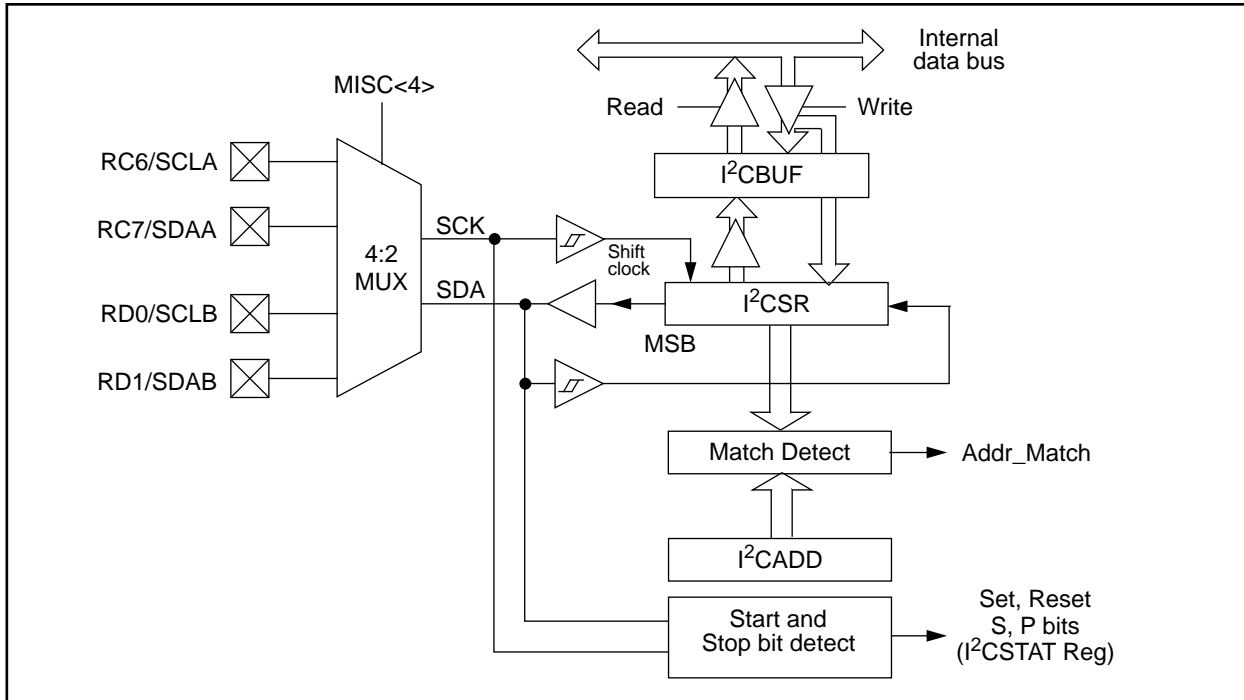 Internal
data bus
MISC<4>
Read
Write
RC6/SCLA
I²CBUF
RC7/SDAA
SCK
Shift
clock
4:2
MUX
SDA
I²CSR
RD0/SCLB
MSB
RD1/SDAB
Match Detect
Addr_Match
I²CADD
Start and
Stop bit detect
Set, Reset
S, P bits
(I²CSTAT Reg)